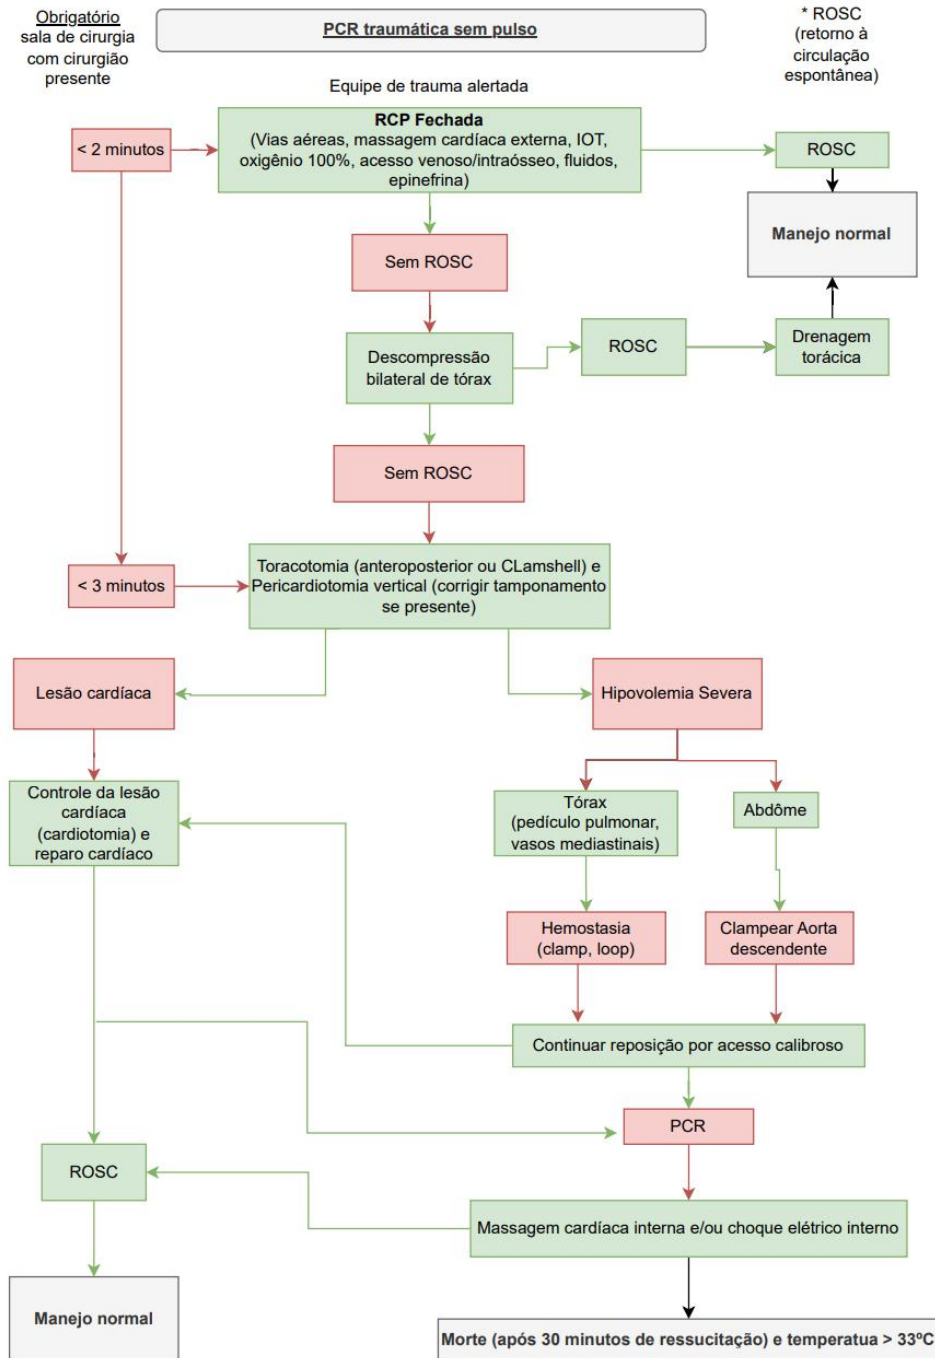 Obrigatório
sala de cirurgia
com cirurgião
presente
PCR traumática sem pulso
* ROSC
(retorno à
circulação
espontânea)
Equipe de trauma alertada
< 2 minutos
RCP Fechada
(Vias aéreas, massagem cardíaca externa, IOT,
oxigênio 100%, acesso venoso/intraósseo, fluidos,
epinefrina)
ROSC
Manejo normal
Sem ROSC
Descompressão
bilateral de tórax
ROSC
Drenagem
torácica
Sem ROSC
< 3 minutos
Toracotomia (anteroposterior ou CLamshell) e
Pericardiotomia vertical (corrigir tamponamento
se presente)
Lesão cardíaca
Hipovolemia Severa
Controle da lesão
cardíaca
(cardiotomia) e
reparo cardíaco
Tórax
(pedículo pulmonar,
vasos mediastinais)
Abdôme
Hemostasia
(clamp, loop)
Clampear Aorta
descendente
Continuar reposição por acesso calibroso
PCR
ROSC
Massagem cardíaca interna e/ou choque elétrico interno
Manejo normal
Morte (após 30 minutos de ressucitação) e temperatua > 33ºC